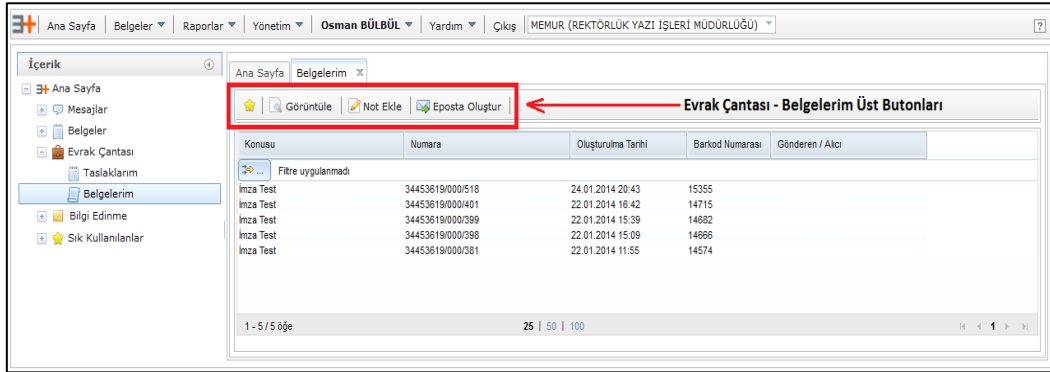 Ana Sayfa Belgeler Raporlar Yönetim Osman BÜLBÜL Yardım Çıkış MEMUR (REKTÖRLÜK YAZI İŞLERİ MÜDÜRLÜĞÜ) ?
İçerik
Ana Sayfa
Mesajlar
Belgeler
Evrak Çantası
Taslaklarım
Belgelerim
Bilgi Edinme
Sık Kullanılanlar
Ana Sayfa Belgelerim X
Görüntüle Not Ekle Eposta Oluştur Evrak Çantası - Belgelerim Üst Butonları
Konusu Numara Oluşturulma Tarihi Barkod Numarası Gönderen / Alıcı
... Filtre uygulanmadı
İmza Test 34453619/000/518 24.01.2014 20:43 15355
İmza Test 34453619/000/401 22.01.2014 16:42 14715
İmza Test 34453619/000/399 22.01.2014 15:39 14682
İmza Test 34453619/000/398 22.01.2014 15:09 14666
İmza Test 34453619/000/381 22.01.2014 11:55 14574
1 - 5 / 5 öğe 25 | 50 | 100 1